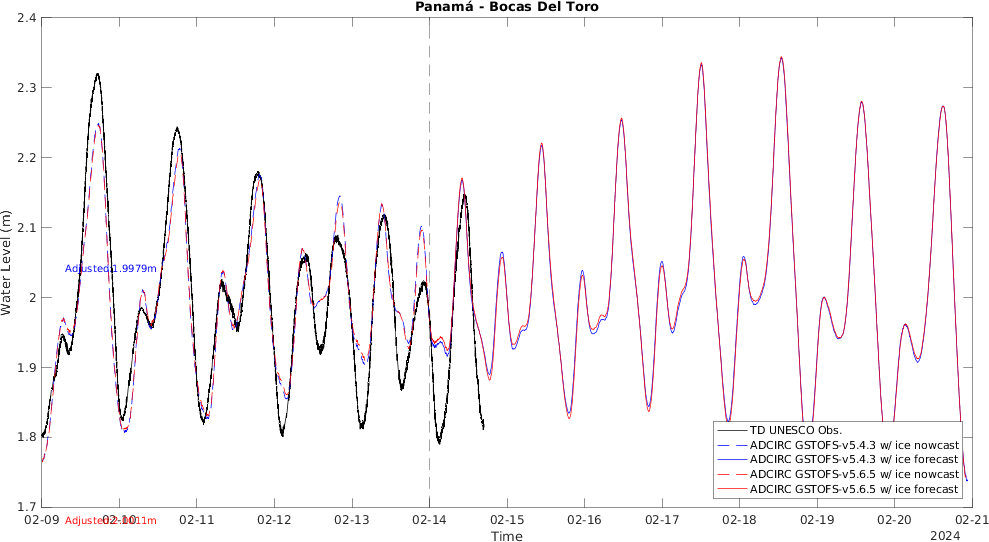 Panamá - Bocas Del Toro
2.4
2.3
2.2
2.1
2
1.9
1.8
1.7
Water Level (m)
Adjusted:1.9979m
TD UNESCO Obs.
ADCIRC GSTOFS-v5.4.3 w/ ice nowcast
ADCIRC GSTOFS-v5.4.3 w/ ice forecast
ADCIRC GSTOFS-v5.6.5 w/ ice nowcast
ADCIRC GSTOFS-v5.6.5 w/ ice forecast
02-09 02-10 02-11 02-12 02-13 02-14 02-15 02-16 02-17 02-18 02-19 02-20 02-21
Time
2024